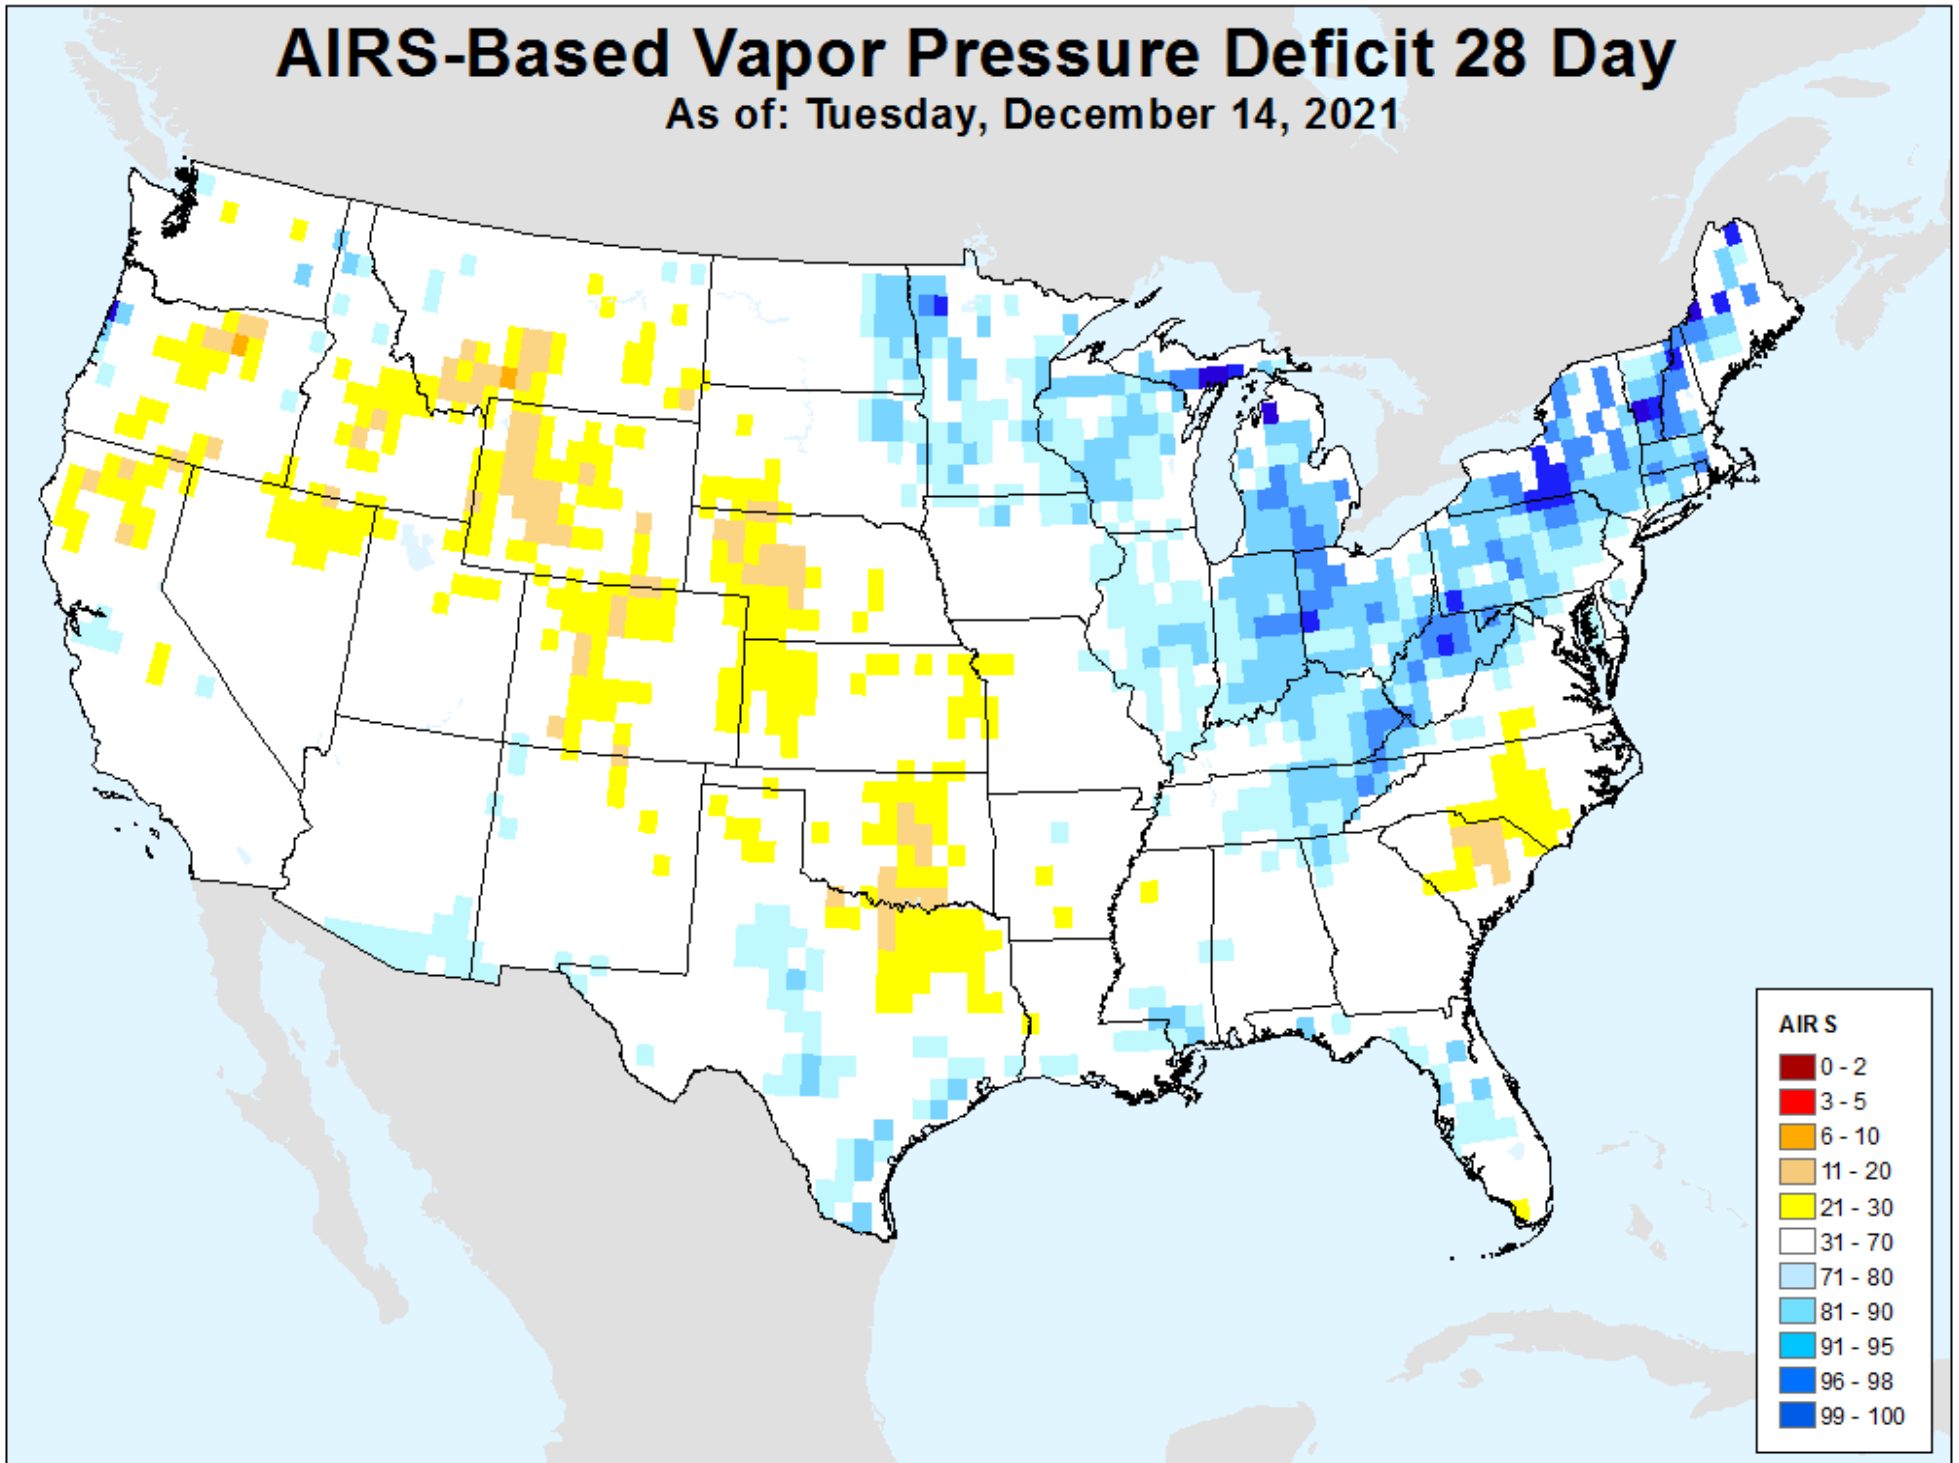 AIRS-Based Vapor Pressure Deficit 28 Day
As of: Tuesday, December 14, 2021
AIRS
0 - 2
3 - 5
6 - 10
11 - 20
21 - 30
31 - 70
71 - 80
81 - 90
91 - 95
96 - 98
99 - 100